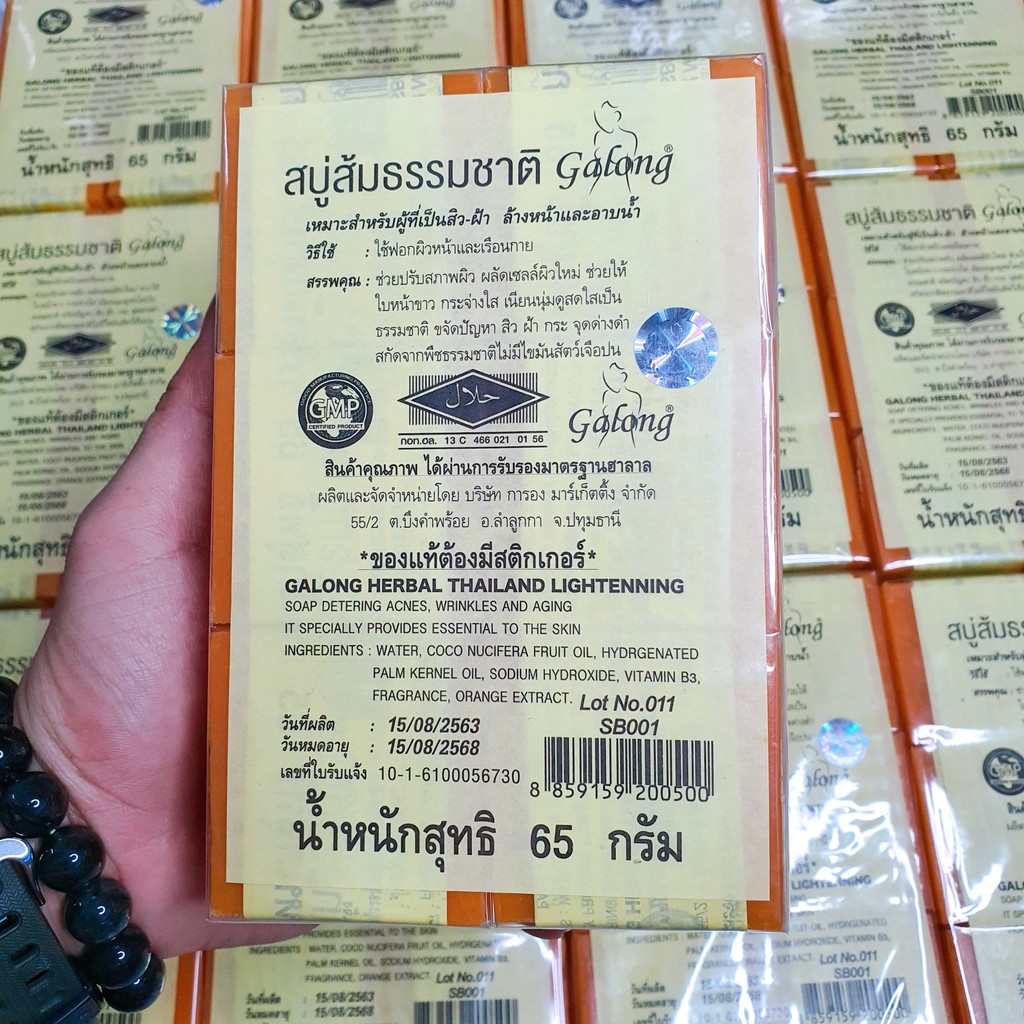 สบู่ส้มธรรมชาติ Galong®
เหมาะสำหรับผู้ที่เป็นสิว-ฝ้า ล้างหน้าและอาบน้ำ
วิธีใช้ : ใช้ฟอกผิวหน้าและเรือนกาย
สรรพคุณ : ช่วยปรับสภาพผิว ผลัดเซลล์ผิวใหม่ ช่วยให้
ใบหน้าขาว กระจ่างใส เนียนนุ่มดูสดใสเป็น
ธรรมชาติ ขจัดปัญหา สิว ฝ้า กระ จุดด่างดำ
สกัดจากพืชธรรมชาติไม่มีไขมันสัตว์เจือปน
GOOD MANUFACTURING PRACTICE
GMP
CERTIFIED PRODUCT
حلال
กอท.ฮล. 13 C 466 021 01 56
Galong®
สินค้าคุณภาพ ได้ผ่านการรับรองมาตรฐานฮาลาล
ผลิตและจัดจำหน่ายโดย บริษัท การอง มาร์เก็ตติ้ง จำกัด
55/2 ต.บึงคำพร้อย อ.ลำลูกกา จ.ปทุมธานี
*ของแท้ต้องมีสติกเกอร์*
GALONG HERBAL THAILAND LIGHTENNING
SOAP DETERING ACNES, WRINKLES AND AGING
IT SPECIALLY PROVIDES ESSENTIAL TO THE SKIN
INGREDIENTS : WATER, COCO NUCIFERA FRUIT OIL, HYDRGENATED
PALM KERNEL OIL, SODIUM HYDROXIDE, VITAMIN B3,
FRAGRANCE, ORANGE EXTRACT. Lot No.011
SB001
วันที่ผลิต : 15/08/2563
วันหมดอายุ : 15/08/2568
เลขที่ใบรับแจ้ง 10-1-6100056730
8 859159 200500
น้ำหนักสุทธิ 65 กรัม